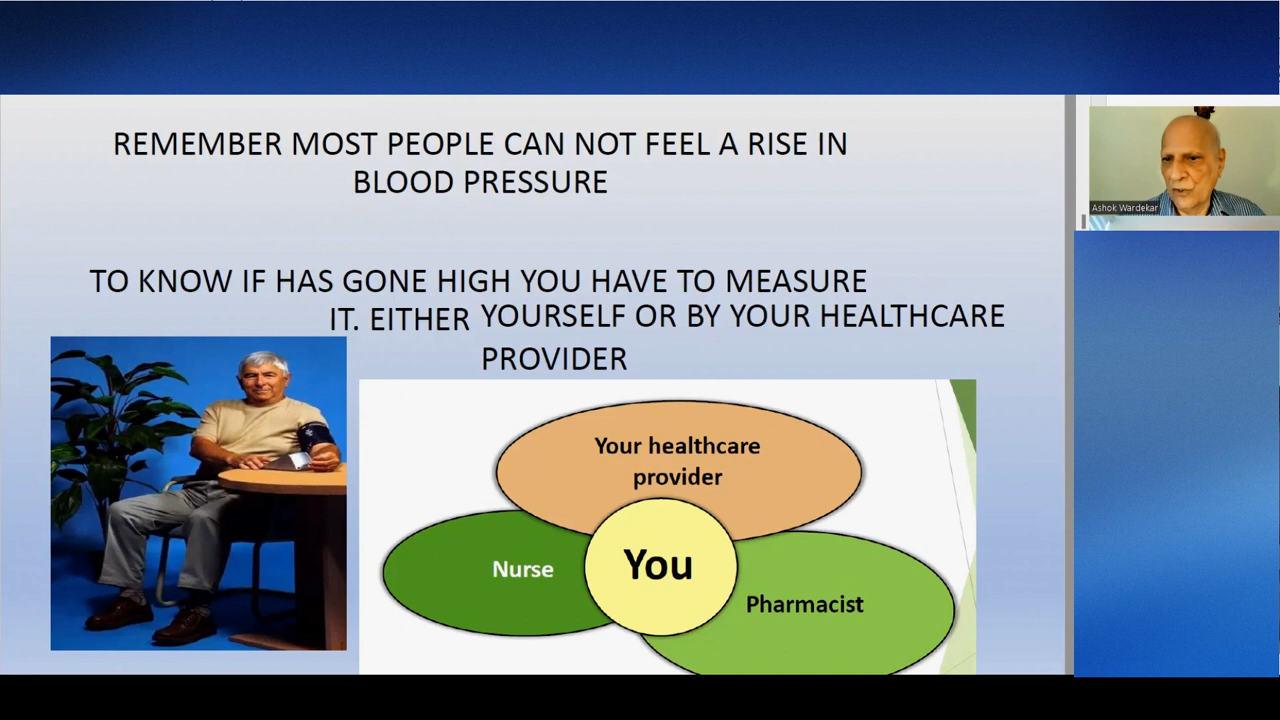 REMEMBER MOST PEOPLE CAN NOT FEEL A RISE IN
BLOOD PRESSURE
TO KNOW IF HAS GONE HIGH YOU HAVE TO MEASURE
IT. EITHER YOURSELF OR BY YOUR HEALTHCARE
PROVIDER
Your healthcare
provider
Nurse
You
Pharmacist
Ashok Wardekar